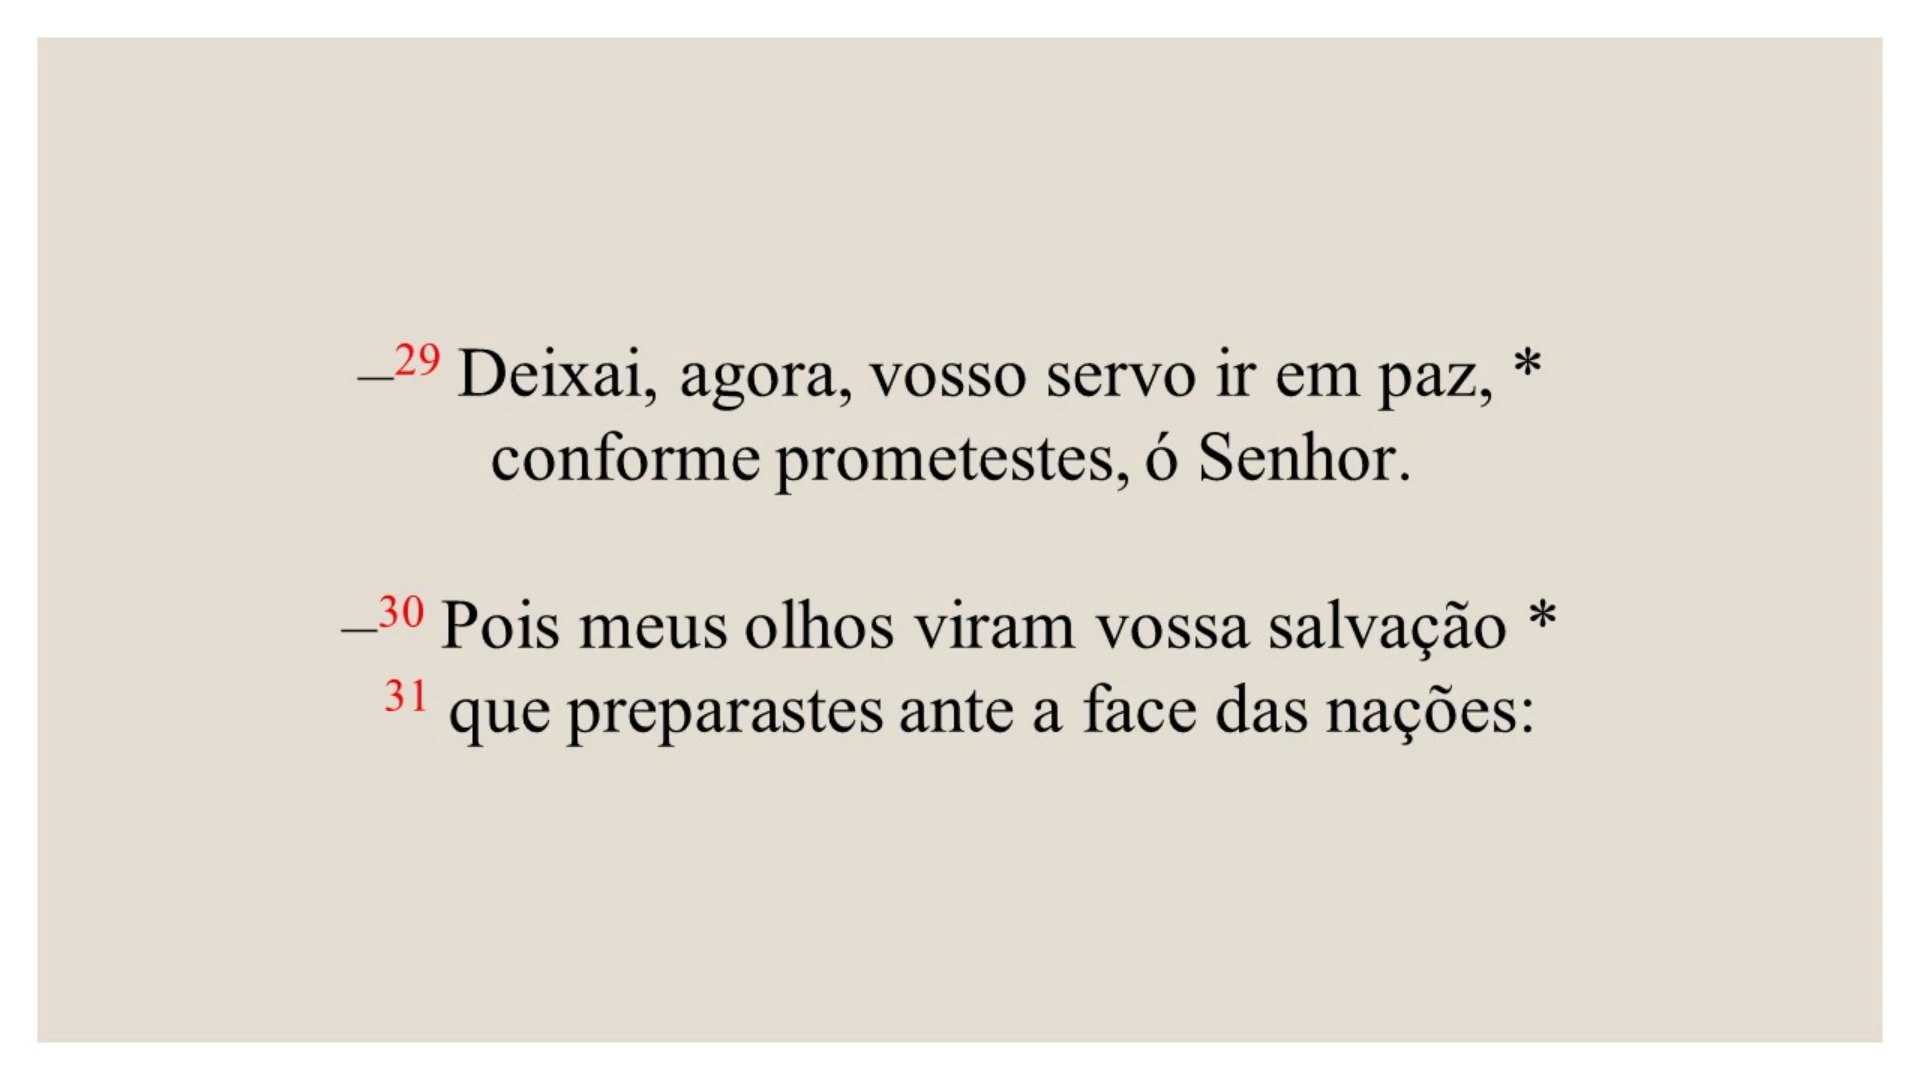 –29 Deixai, agora, vosso servo ir em paz, *
conforme prometestes, ó Senhor.
–30 Pois meus olhos viram vossa salvação *
31 que preparastes ante a face das nações: